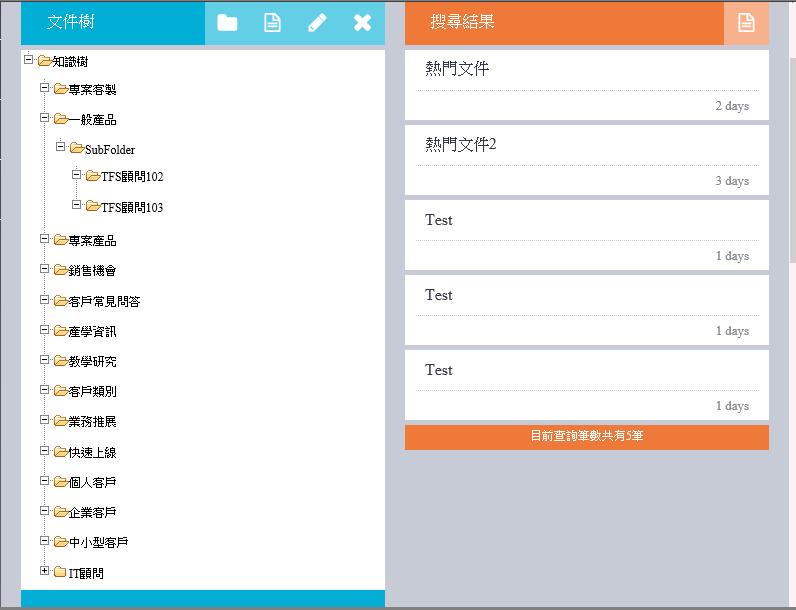 文件樹
知識樹
專案客製
一般產品
SubFolder
TFS顧問102
TFS顧問103
專案產品
銷售機會
客戶常見問答
產學資訊
教學研究
客戶類別
業務推展
快速上線
個人客戶
企業客戶
中小型客戶
IT顧問
搜尋結果
熱門文件
2 days
熱門文件2
3 days
Test
1 days
Test
1 days
Test
1 days
目前查詢筆數共有5筆